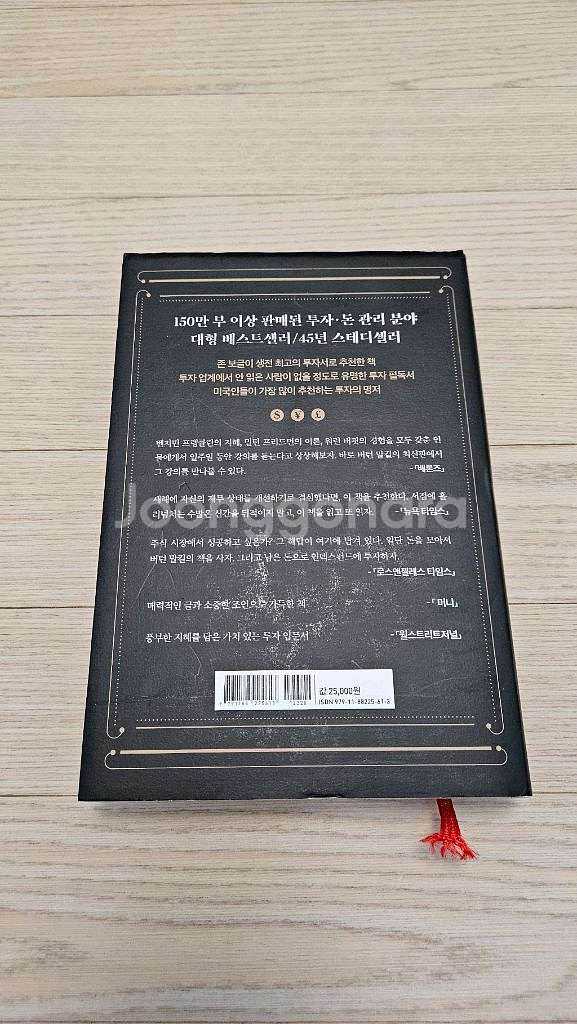 150만 부 이상 판매된 투자·돈 관리 분야
대형 베스트셀러/45년 스테디셀러
존 보글이 생전 최고의 투자서로 추천한 책
투자 업계에서 안 읽은 사람이 없을 정도로 유명한 투자 필독서
미국인들이 가장 많이 추천하는 투자의 명저
$ ¥ £
벤저민 프랭클린의 지혜, 밀턴 프리드먼의 이론, 워런 버핏의 경험을 모두 갖춘 인
물에게서 일주일 동안 강의를 듣는다고 상상해보자. 바로 버턴 말킬의 최신판에서
그 강의를 만나볼 수 있다.
-「배론즈」
새해에 자신의 재무 상태를 개선하기로 결심했다면, 이 책을 추천한다. 서점에 흘
러넘치는 수많은 신간을 뒤적이지 말고, 이 책을 읽고 또 읽자.
-「뉴욕 타임스」
Joonggonara
주식 시장에서 성공하고 싶은가? 그 해답이 여기에 담겨 있다. 일단 돈을 모아서
버턴 말킬의 책을 사자. 그리고 남은 돈으로 인덱스펀드에 투자하자.
-「로스앤젤레스 타임스」
매력적인 글과 소중한 조언으로 가득한 책
-「머니」
풍부한 지혜를 담은 가치 있는 투자 입문서
-「월스트리트저널」
값 25,000원
ISBN 979-11-88225-61-3